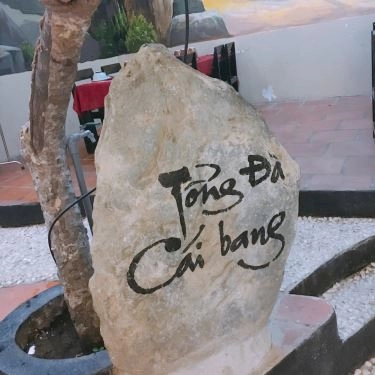 Tổng Đà
Cái bang